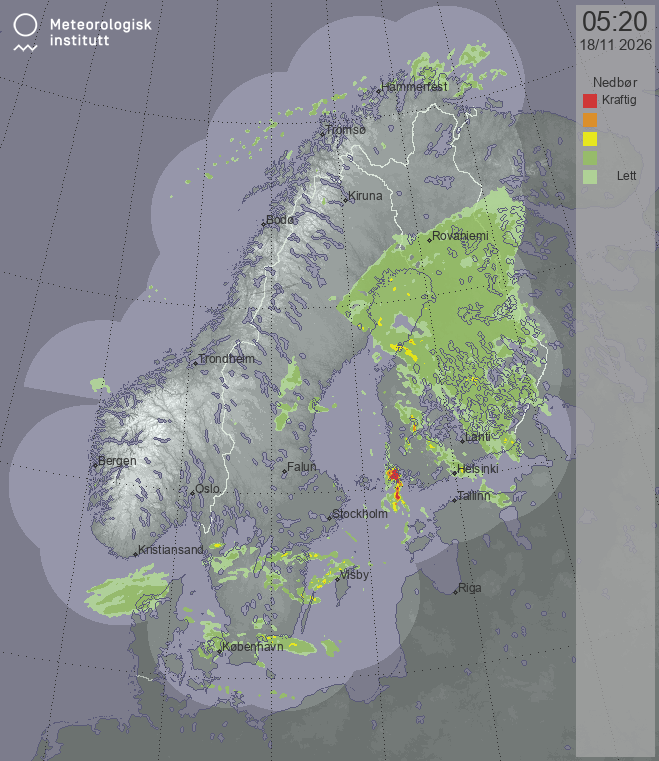 Meteorologisk
institutt
05:20
18/11 2026
Nedbør
Kraftig
Lett
Hammerfest
Tromsø
Kiruna
Bodø
Rovaniemi
Trondheim
Lahti
Bergen
Falun
Helsinki
Oslo
Tallinn
Stockholm
Kristiansand
Visby
Riga
København